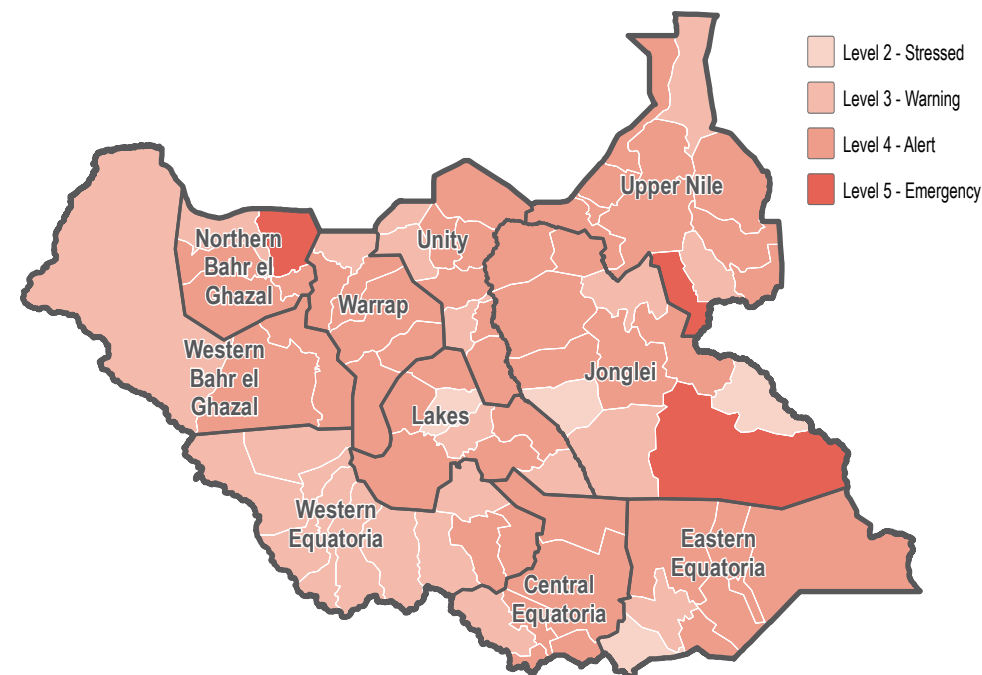 Level 2 - Stressed
Level 3 - Warning
Level 4 - Alert
Level 5 - Emergency
Upper Nile
Northern
Bahr el
Ghazal
Unity
Warrap
Western
Bahr el
Ghazal
Jonglei
Lakes
Western
Equatoria
Eastern
Equatoria
Central
Equatoria